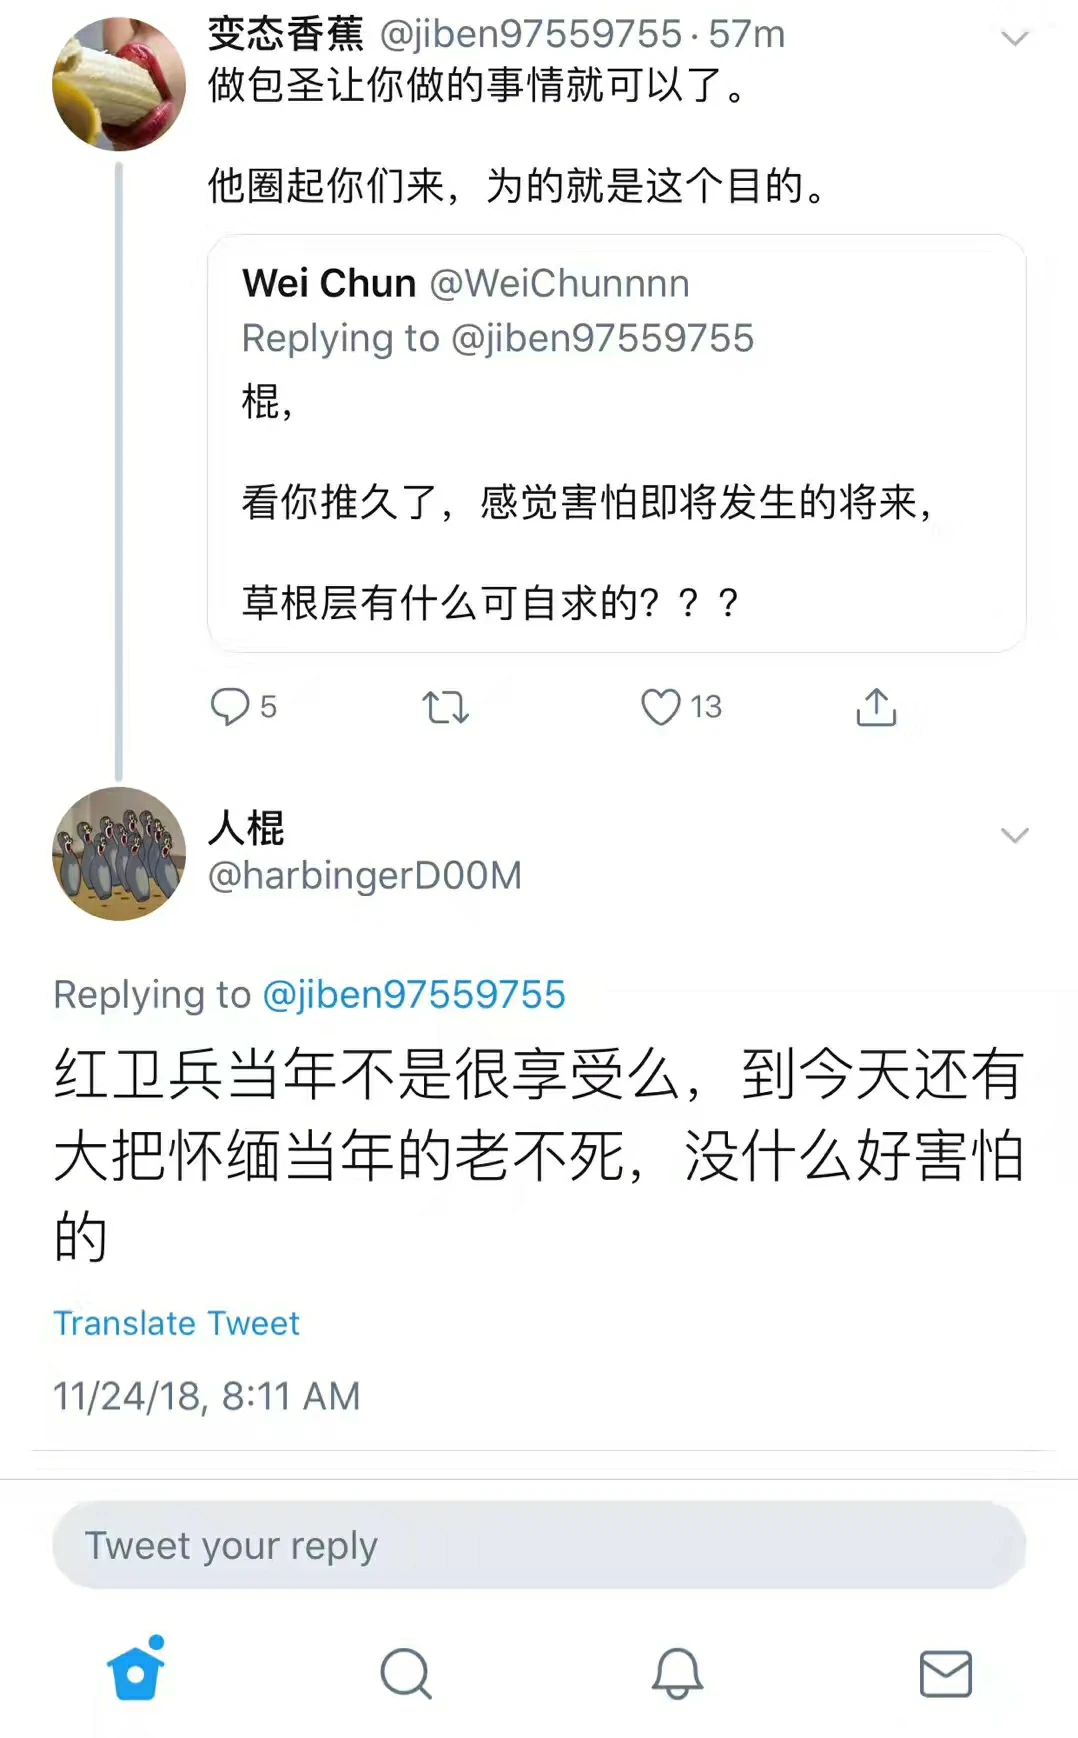 变态香蕉 @jiben97559755 · 57m
做包圣让你做的事情就可以了。
他圈起你们来，为的就是这个目的。
Wei Chun @WeiChunnnn
Replying to @jiben97559755
棍，
看你推久了，感觉害怕即将发生的将来，
草根层有什么可自求的？？？
5
13
人棍
@harbingerD00M
Replying to @jiben97559755
红卫兵当年不是很享受么，到今天还有
大把怀缅当年的老不死，没什么好害怕
的
Translate Tweet
11/24/18, 8:11 AM
Tweet your reply